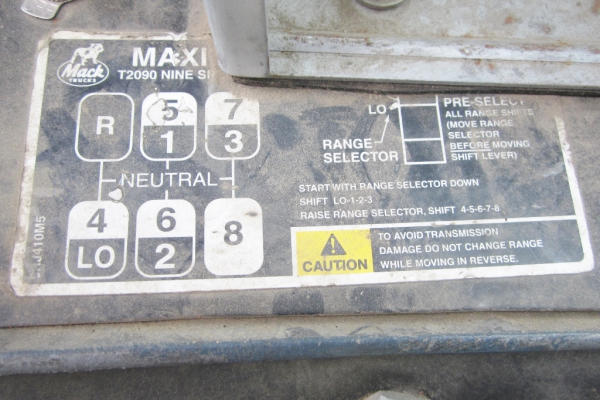 Mack
TRUCKS
MAXI
T2090 NINE
R
5
1
7
3
NEUTRAL
4
LO
6
2
8
LO
RANGE
SELECTOR
PRE-SELECT
ALL RANGE SHIFTS
(MOVE RANGE
SELECTOR
BEFORE MOVING
SHIFT LEVER)
START WITH RANGE SELECTOR DOWN
SHIFT LO-1-2-3
RAISE RANGE SELECTOR, SHIFT 4-5-6-7-8
CAUTION
TO AVOID TRANSMISSION
DAMAGE DO NOT CHANGE RANGE
WHILE MOVING IN REVERSE.